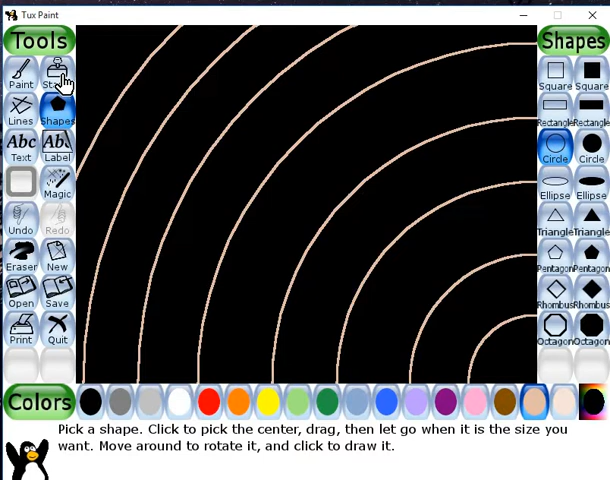 Tux Paint
Tools
Shapes
Paint
Lines
Shapes
Abc
Text
Abc
Label
Magic
Undo
Redo
Eraser
New
Open
Save
Print
Quit
Square
Square
Rectangle
Rectangle
Circle
Circle
Ellipse
Ellipse
Triangle
Triangle
Pentagon
Pentagon
Rhombus
Rhombus
Octagon
Octagon
Colors
Pick a shape. Click to pick the center, drag, then let go when it is the size you
want. Move around to rotate it, and click to draw it.